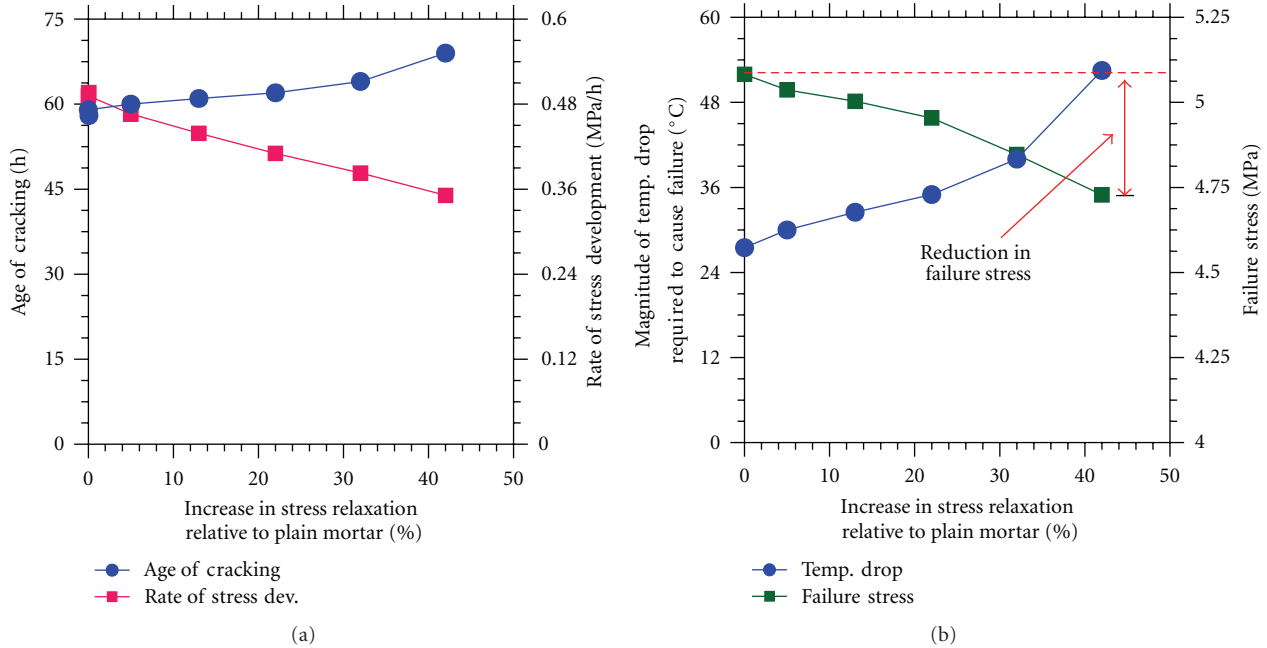 75
60
45
30
15
0
Age of cracking (h)
0.6
0.48
0.36
0.24
0.12
0
Rate of stress development (MPa/h)
0
10
20
30
40
50
Increase in stress relaxation
relative to plain mortar (%)
Age of cracking
Rate of stress dev.
(a)
60
48
36
24
12
0
Magnitude of temp. drop
required to cause failure (°C)
5.25
5
4.75
4.5
4.25
4
Failure stress (MPa)
Reduction in
failure stress
0
10
20
30
40
50
Increase in stress relaxation
relative to plain mortar (%)
Temp. drop
Failure stress
(b)